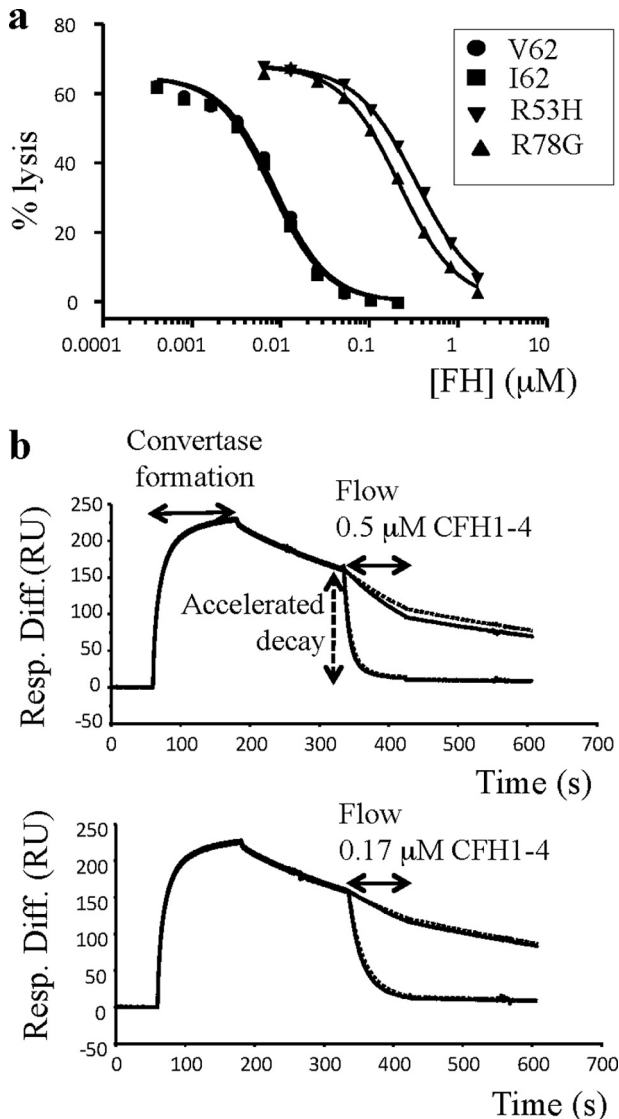 a
80
60
40
20
0
% lysis
V62
I62
R53H
R78G
0.0001
0.001
0.01
0.1
1
10
[FH] (μM)
b
Convertase
formation
Flow
0.5 μM CFH1-4
Accelerated
decay
250
200
150
100
50
0
-50
Resp. Diff.(RU)
0
100
200
300
400
500
600
700
Time (s)
Flow
0.17 μM CFH1-4
250
200
150
100
50
0
-50
Resp. Diff. (RU)
0
100
200
300
400
500
600
700
Time (s)